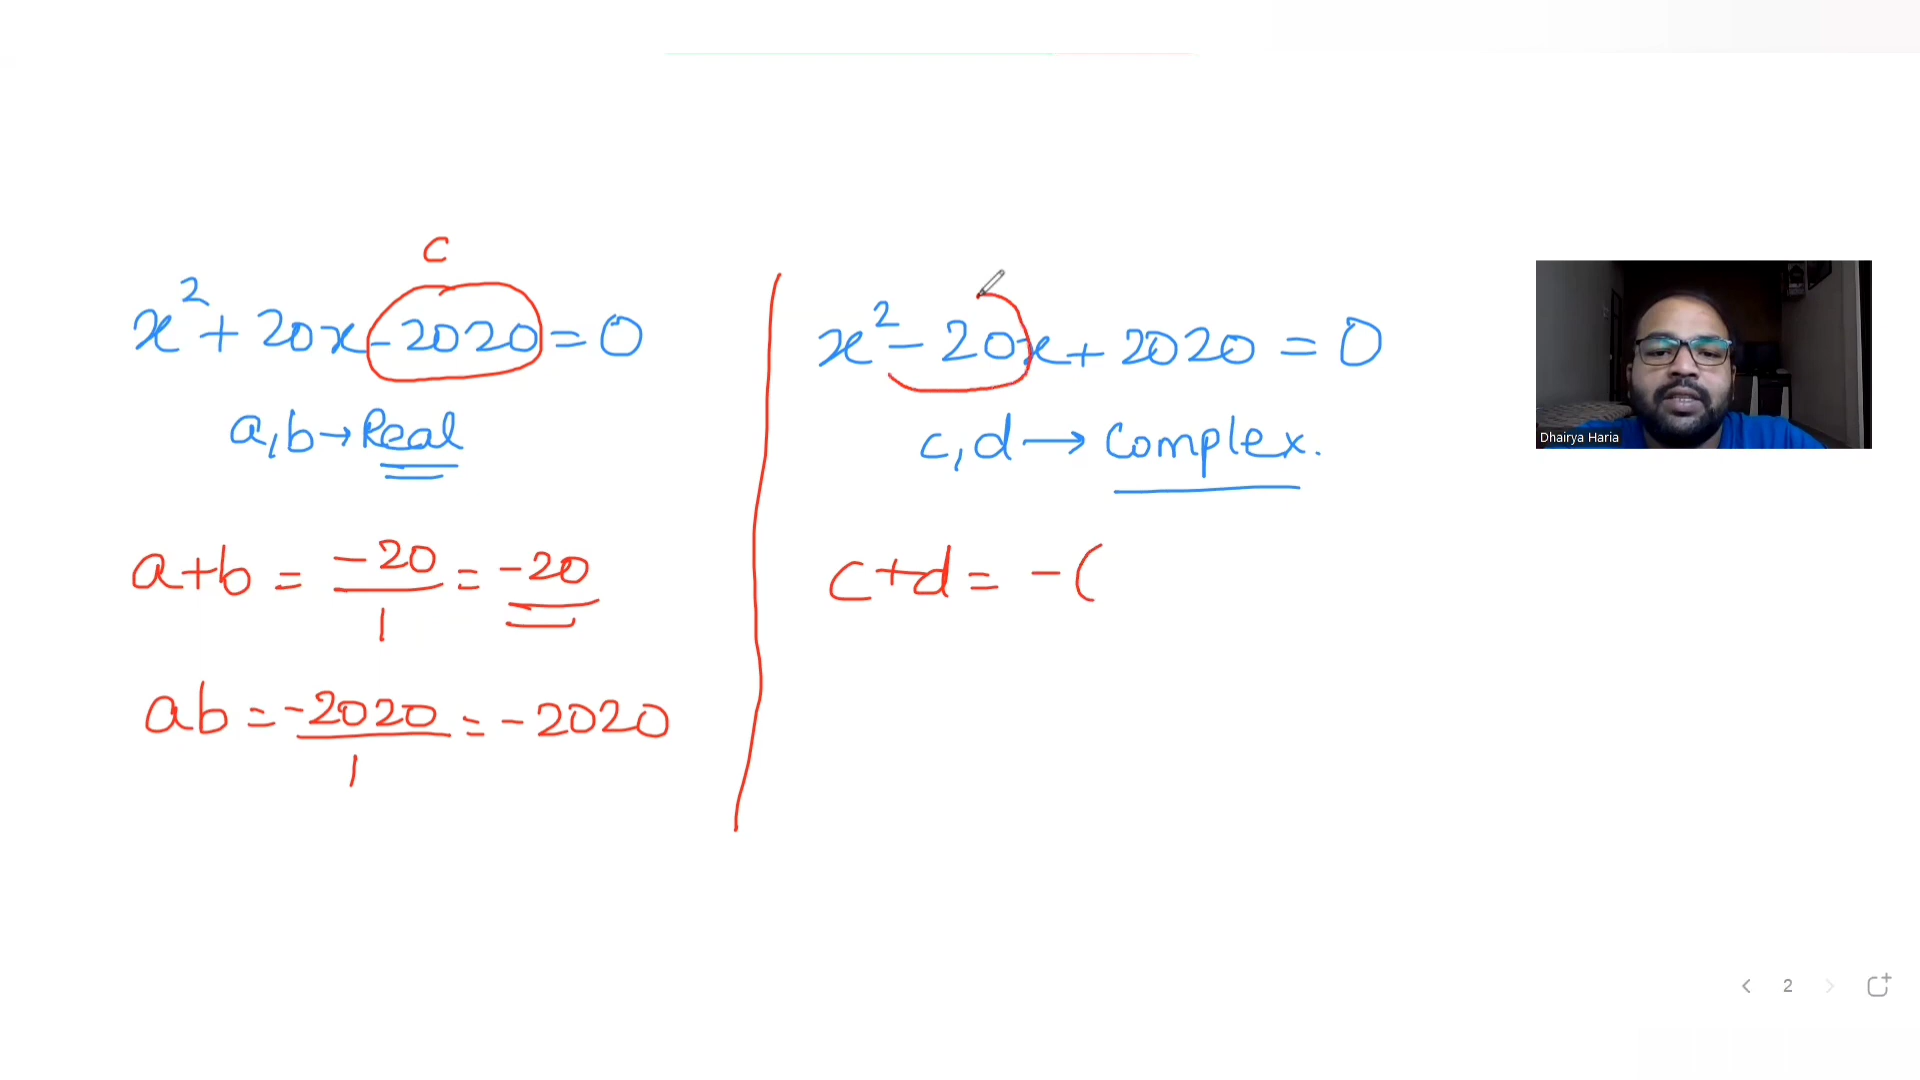 c
x² + 20x - 2020 = 0
a, b → Real
a + b = -20/1 = -20
ab = -2020/1 = -2020
x² - 20x + 2020 = 0
c, d → Complex.
c + d = -(
Dhairya Haria
2